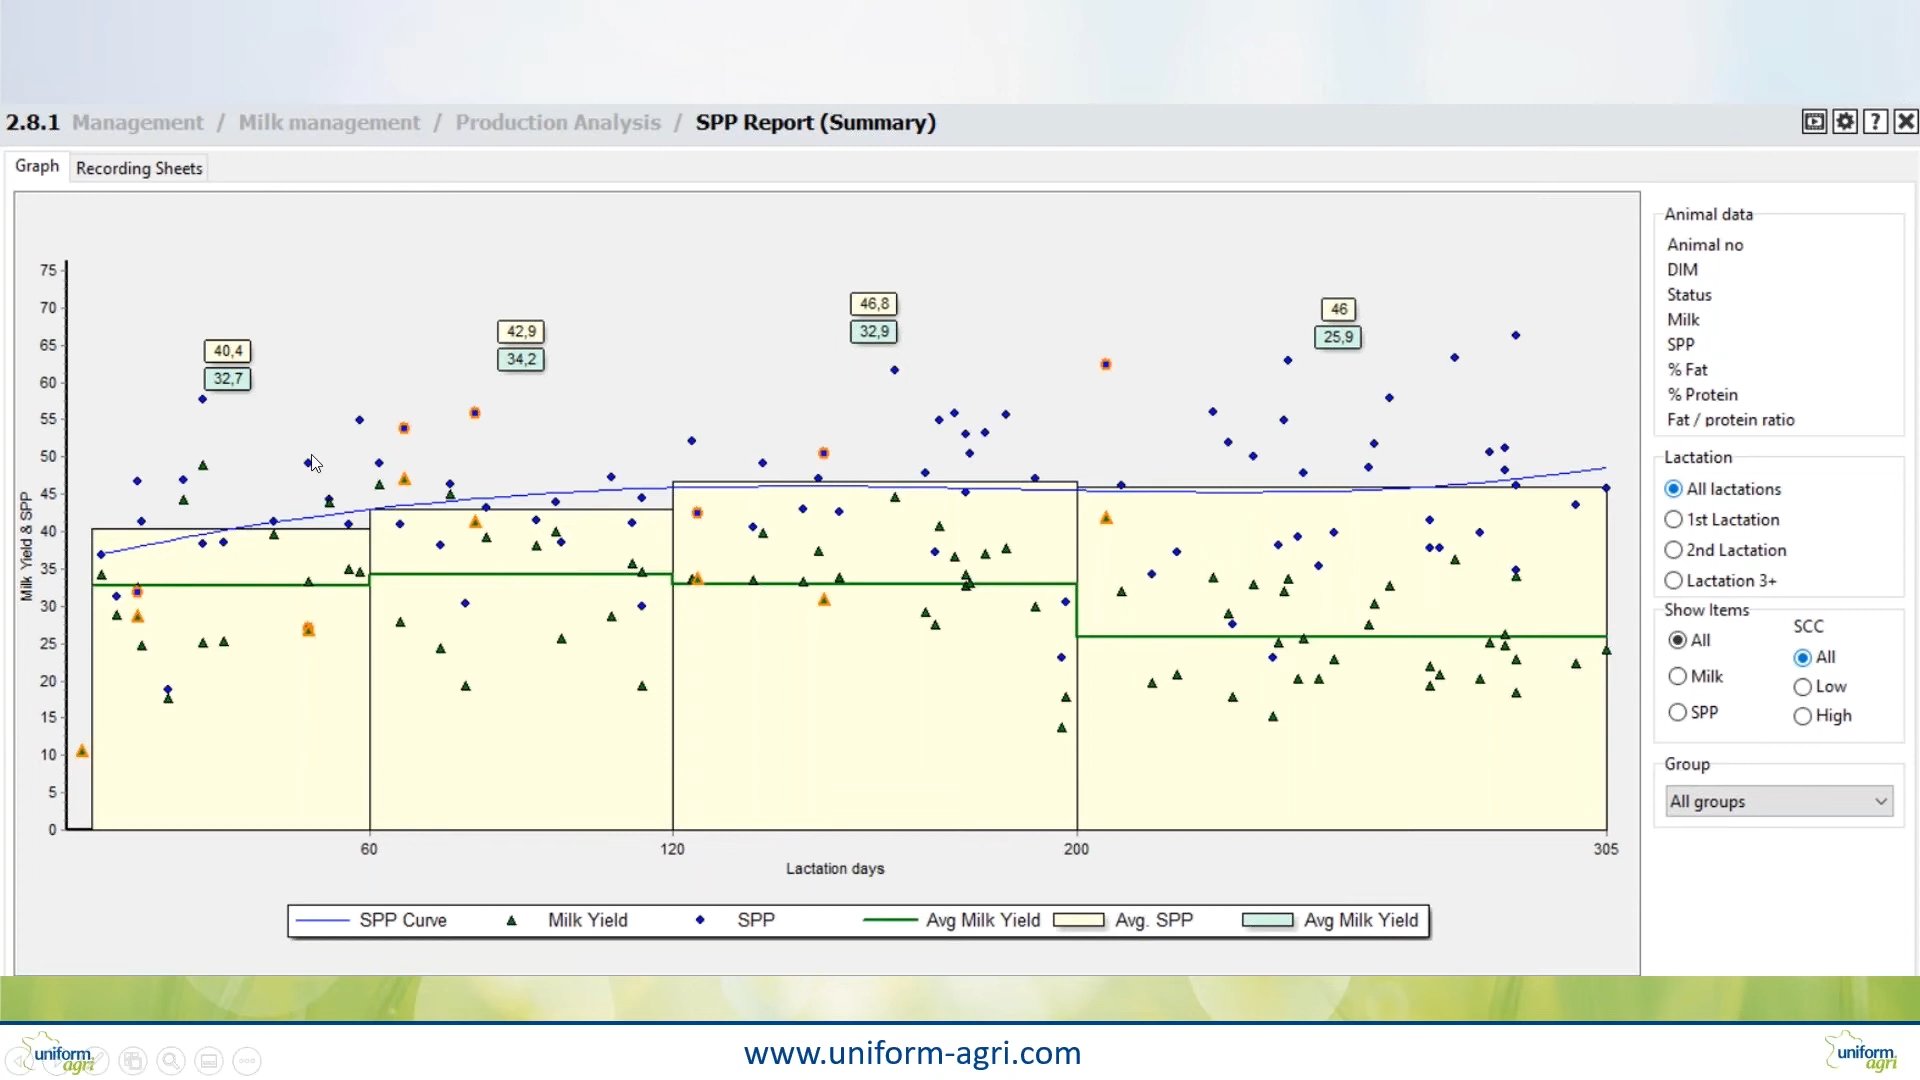 2.8.1 Management / Milk management / Production Analysis / SPP Report (Summary)
Graph
Recording Sheets
75
70
65
60
55
50
45
40
35
30
25
20
15
10
5
0
Milk Yield & SPP
40,4
32,7
42,9
34,2
46,8
32,9
46
25,9
60
120
200
305
Lactation days
SPP Curve
Milk Yield
SPP
Avg Milk Yield
Avg. SPP
Avg Milk Yield
Animal data
Animal no
DIM
Status
Milk
SPP
% Fat
% Protein
Fat / protein ratio
Lactation
All lactations
1st Lactation
2nd Lactation
Lactation 3+
Show Items
All
Milk
SPP
SCC
All
Low
High
Group
All groups
uniform
agri
www.uniform-agri.com
uniform
agri